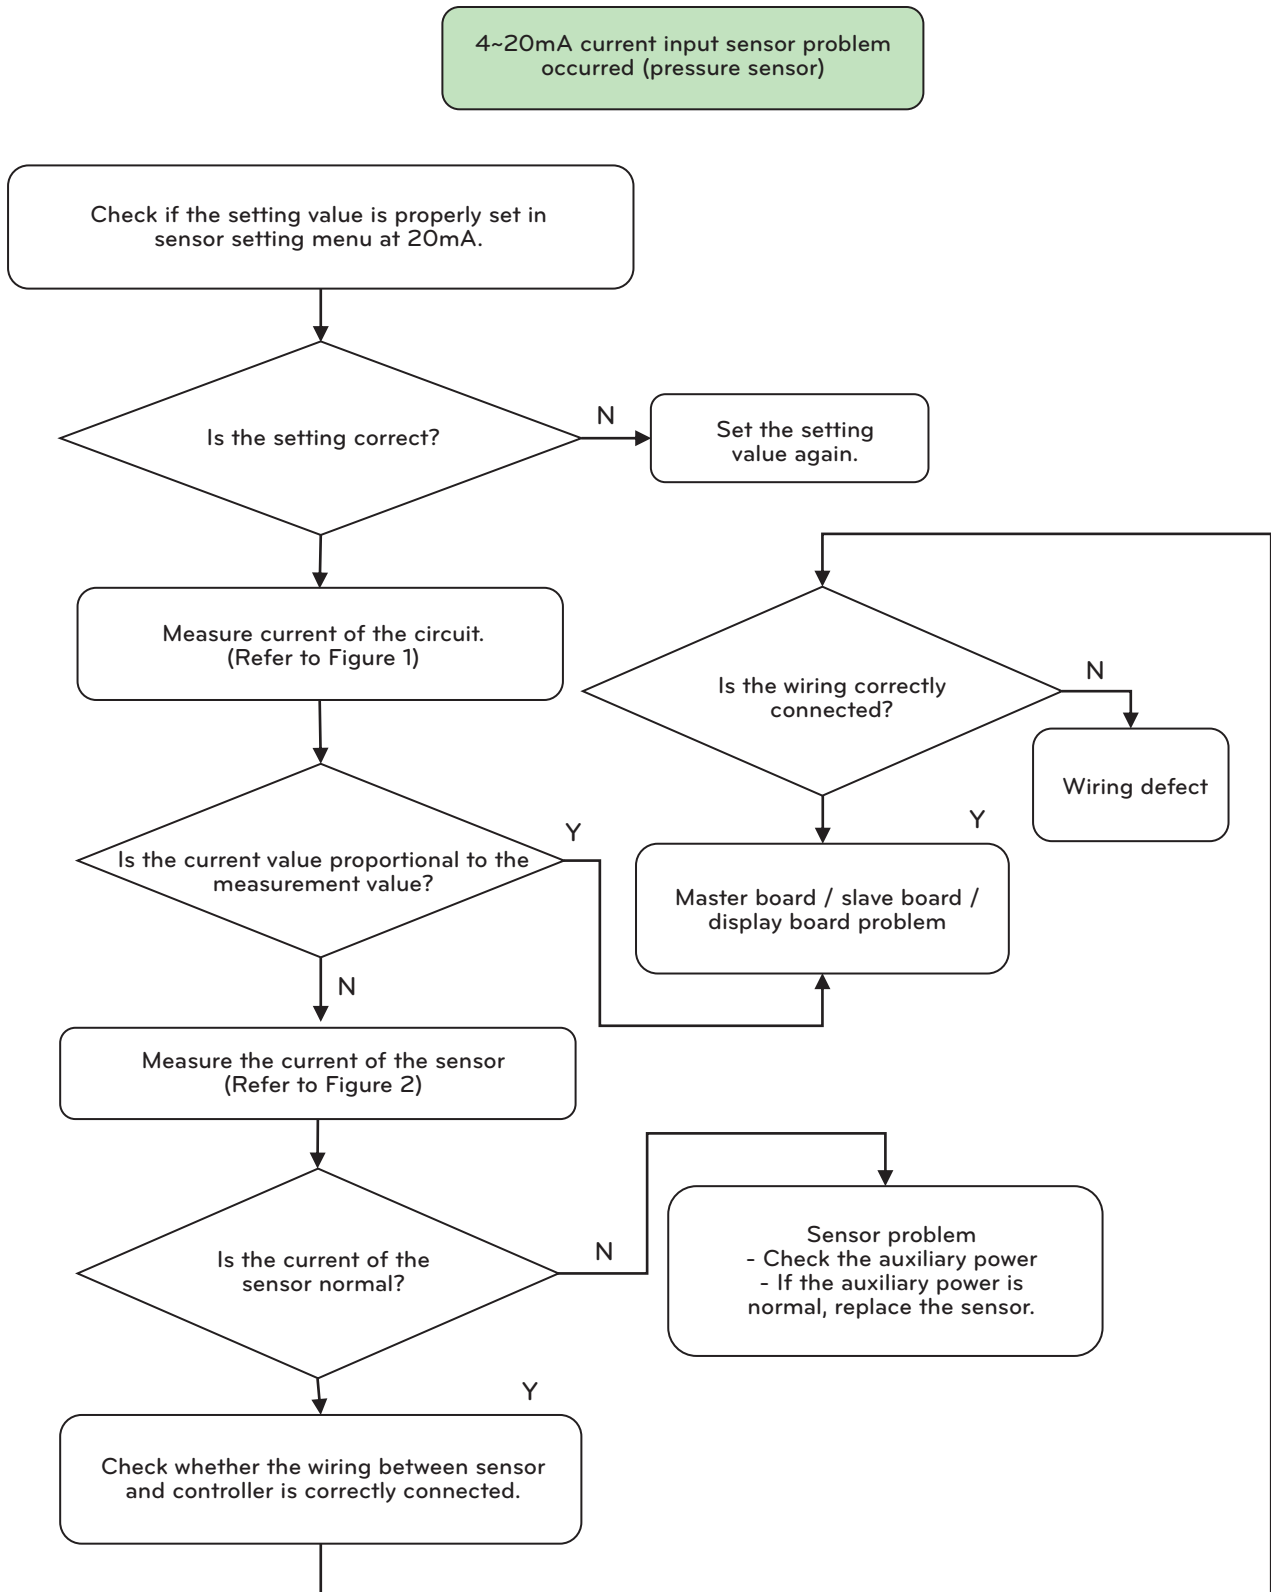 4~20mA current input sensor problem
occurred (pressure sensor)
Check if the setting value is properly set in
sensor setting menu at 20mA.
Is the setting correct?
N
Set the setting
value again.
Measure current of the circuit.
(Refer to Figure 1)
Is the wiring correctly
connected?
N
Wiring defect
Is the current value proportional to the
measurement value?
Y
Y
Master board / slave board /
display board problem
N
Measure the current of the sensor
(Refer to Figure 2)
Is the current of the
sensor normal?
N
Sensor problem
- Check the auxiliary power
- If the auxiliary power is
normal, replace the sensor.
Y
Check whether the wiring between sensor
and controller is correctly connected.